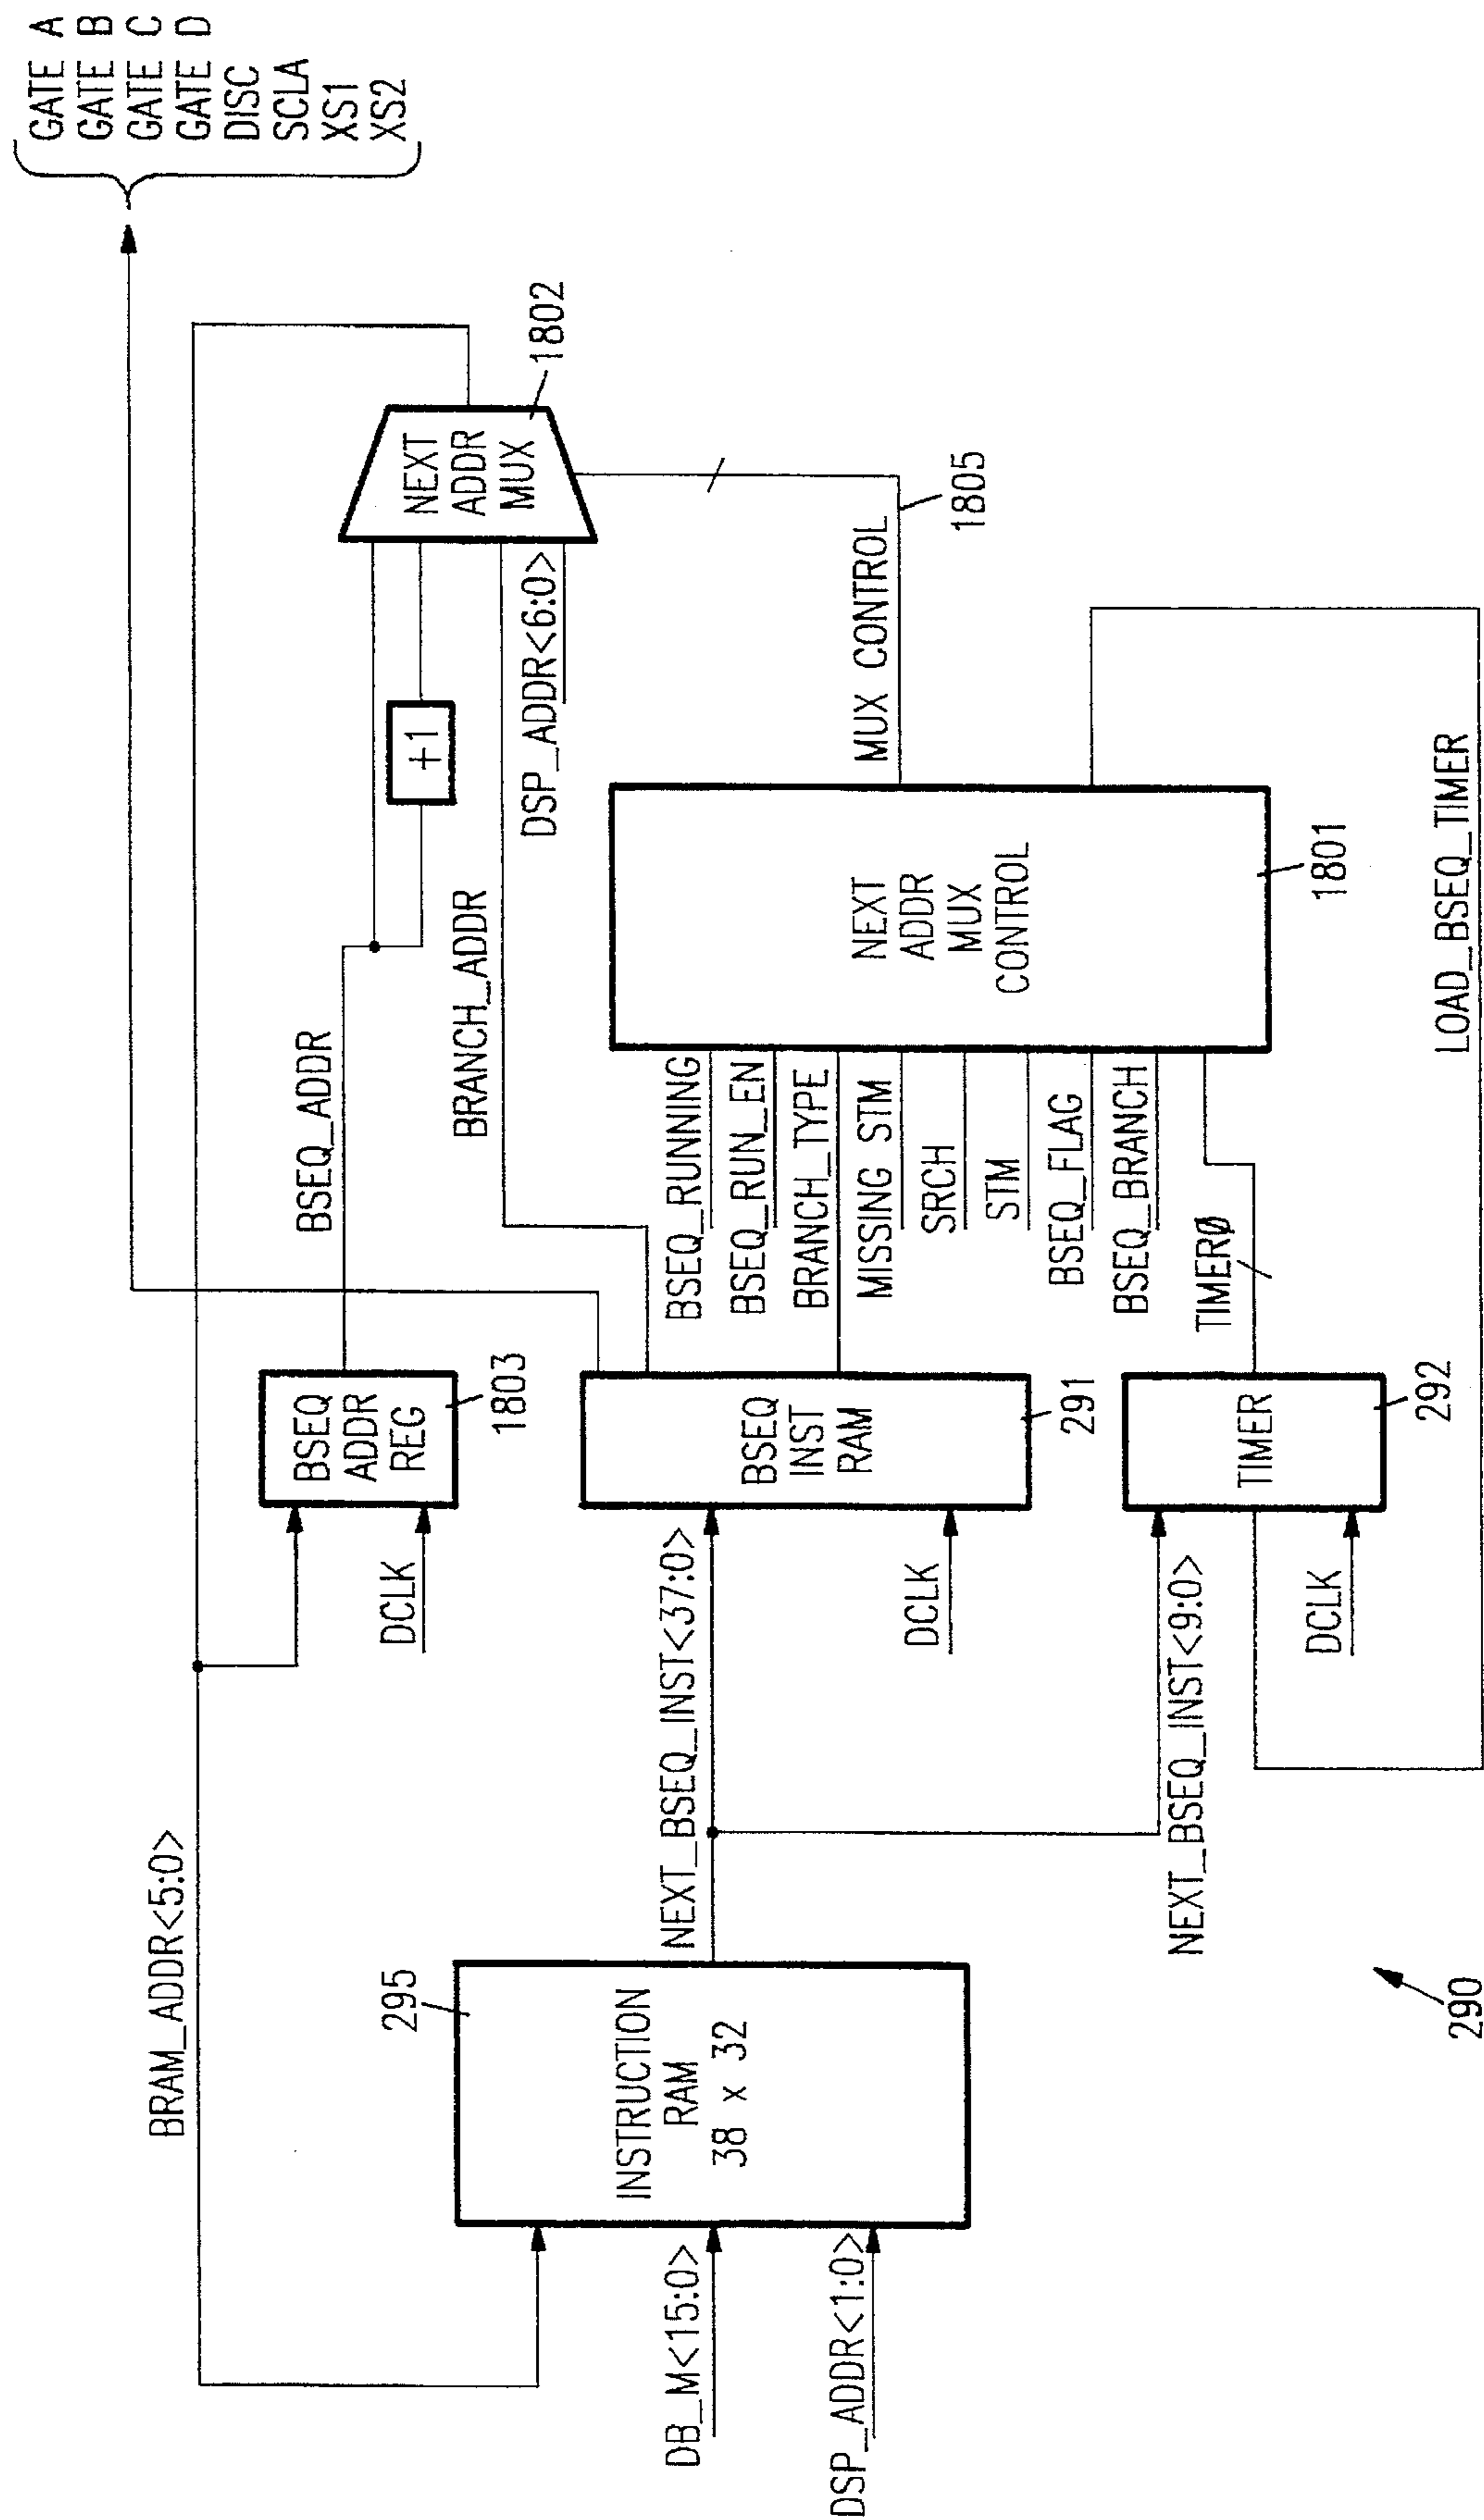 GATE A
GATE B
GATE C
GATE D
DISC
SCLA
XS1
XS2
BRAM_ADDR<5:0>
295
INSTRUCTION
RAM
38 x 32
DB_M<15:0>
DSP_ADDR<1:0>
NEXT_BSEQ_INST<37:0>
NEXT_BSEQ_INST<9:0>
BSEQ
ADDR
REG
1803
DCLK
BSEQ
INST
RAM
291
DCLK
TIMER
292
DCLK
BSEQ_ADDR
+1
BRANCH_ADDR
DSP_ADDR<6:0>
NEXT
ADDR
MUX
1802
BSEQ_RUNNING
BSEQ_RUN_EN
BRANCH_TYPE
MISSING STM
SRCH
STM
BSEQ_FLAG
BSEQ_BRANCH
TIMERØ
NEXT
ADDR
MUX
CONTROL
1801
MUX CONTROL
1805
LOAD_BSEQ_TIMER
290